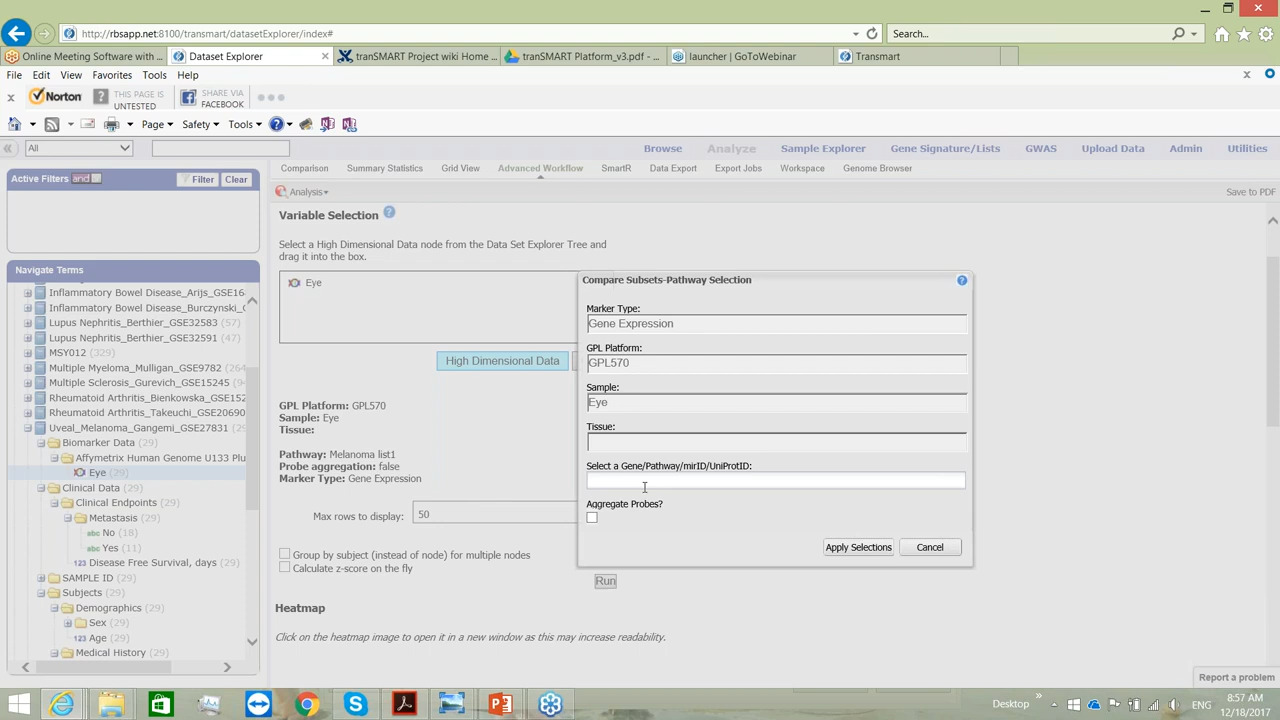 http://rbsapp.net:8100/transmart/datasetExplorer/index#
Search...
Online Meeting Software with ...
Dataset Explorer
tranSMART Project wiki Home ...
tranSMART Platform_v3.pdf - ...
launcher | GoToWebinar
Transmart
File Edit View Favorites Tools Help
Norton
THIS PAGE IS
UNTESTED
SHARE VIA
FACEBOOK
Page Safety Tools
All
Browse Analyze Sample Explorer Gene Signature/Lists GWAS Upload Data Admin Utilities
Active Filters and
Filter Clear
Comparison Summary Statistics Grid View Advanced Workflow SmartR Data Export Export Jobs Workspace Genome Browser
Analysis
Save to PDF
Variable Selection
Select a High Dimensional Data node from the Data Set Explorer Tree and
drag it into the box.
Eye
High Dimensional Data
GPL Platform: GPL570
Sample: Eye
Tissue:
Pathway: Melanoma list1
Probe aggregation: false
Marker Type: Gene Expression
Max rows to display: 50
Group by subject (instead of node) for multiple nodes
Calculate z-score on the fly
Run
Heatmap
Click on the heatmap image to open it in a new window as this may increase readability.
Navigate Terms
Inflammatory Bowel Disease_Arijs_GSE16
Inflammatory Bowel Disease_Burczynski_G
Lupus Nephritis_Berthier_GSE32583 (57)
Lupus Nephritis_Berthier_GSE32591 (47)
MSY012 (329)
Multiple Myeloma_Mulligan_GSE9782 (264)
Multiple Sclerosis_Gurevich_GSE15245
Rheumatoid Arthritis_Bienkowska_GSE152
Rheumatoid Arthritis_Takeuchi_GSE20690
Uveal_Melanoma_Gangemi_GSE27831 (29)
Biomarker Data (29)
Affymetrix Human Genome U133 Plu
Eye (29)
Clinical Data (29)
Clinical Endpoints (29)
Metastasis (29)
No (18)
Yes (11)
Disease Free Survival, days (29)
SAMPLE ID (29)
Subjects (29)
Demographics (29)
Sex (29)
Age (29)
Medical History (29)
Compare Subsets-Pathway Selection
Marker Type:
Gene Expression
GPL Platform:
GPL570
Sample:
Eye
Tissue:
Select a Gene/Pathway/mirID/UniProtID:
Aggregate Probes?
Apply Selections Cancel
Report a problem
Desktop
ENG
8:57 AM
12/18/2017